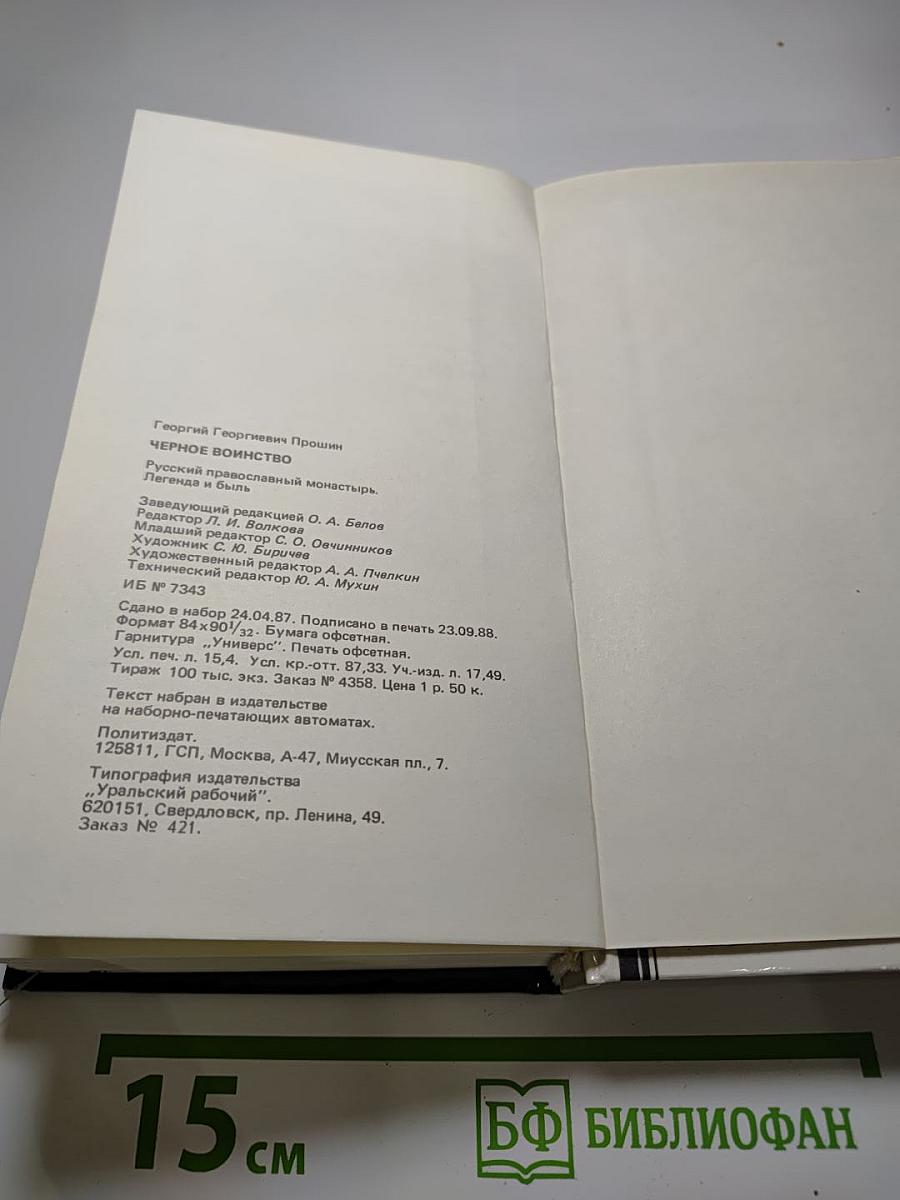 Георгий Георгиевич Прошин
ЧЕРНОЕ ВОИНСТВО
Русский православный монастырь.
Легенда и быль
Заведующий редакцией О. А. Белов
Редактор Л. И. Волкова
Младший редактор С. О. Овчинников
Художник С. Ю. Биричев
Художественный редактор А. А. Пчелкин
Технический редактор Ю. А. Мухин
ИБ № 7343
Сдано в набор 24.04.87. Подписано в печать 23.09.88.
Формат 84×90 1/32. Бумага офсетная.
Гарнитура „Универс". Печать офсетная.
Усл. печ. л. 15,4. Усл. кр.-отт. 87,33. Уч.-изд. л. 17,49.
Тираж 100 тыс. экз. Заказ № 4358. Цена 1 р. 50 к.
Текст набран в издательстве
на наборно-печатающих автоматах.
Политиздат.
125811, ГСП, Москва, А-47, Миусская пл., 7.
Типография издательства
„Уральский рабочий".
620151, Свердловск, пр. Ленина, 49.
Заказ № 421.
15 см
БФ БИБЛИОФАН